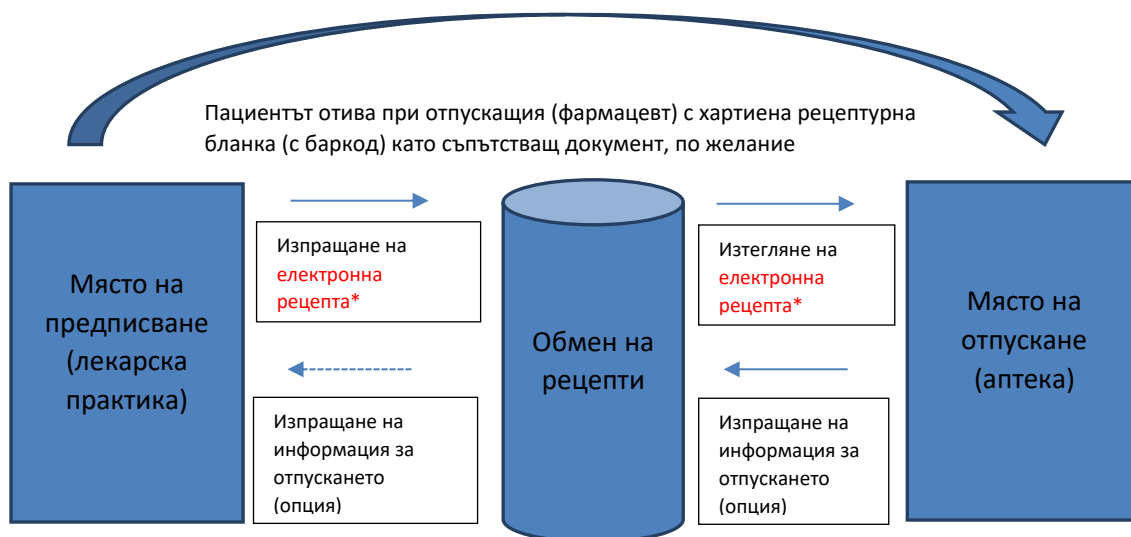 Пациентът отива при отпускащия (фармацевт) с хартиена рецептурна
бланка (с баркод) като съпътстващ документ, по желание
Място на
предписване
(лекарска
практика)
Изпращане на
електронна
рецепта*
Изпращане на
информация за
отпускането
(опция)
Обмен на
рецепти
Изтегляне на
електронна
рецепта*
Изпращане на
информация за
отпускането
(опция)
Място на
отпускане
(аптека)